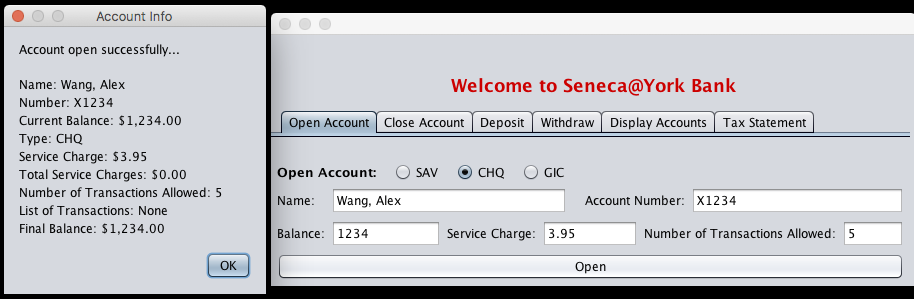 Account Info
Account open successfully...
Name: Wang, Alex
Number: X1234
Current Balance: $1,234.00
Type: CHQ
Service Charge: $3.95
Total Service Charges: $0.00
Number of Transactions Allowed: 5
List of Transactions: None
Final Balance: $1,234.00
OK
Welcome to Seneca@York Bank
Open Account Close Account Deposit Withdraw Display Accounts Tax Statement
Open Account: SAV CHQ GIC
Name: Wang, Alex Account Number: X1234
Balance: 1234 Service Charge: 3.95 Number of Transactions Allowed: 5
Open